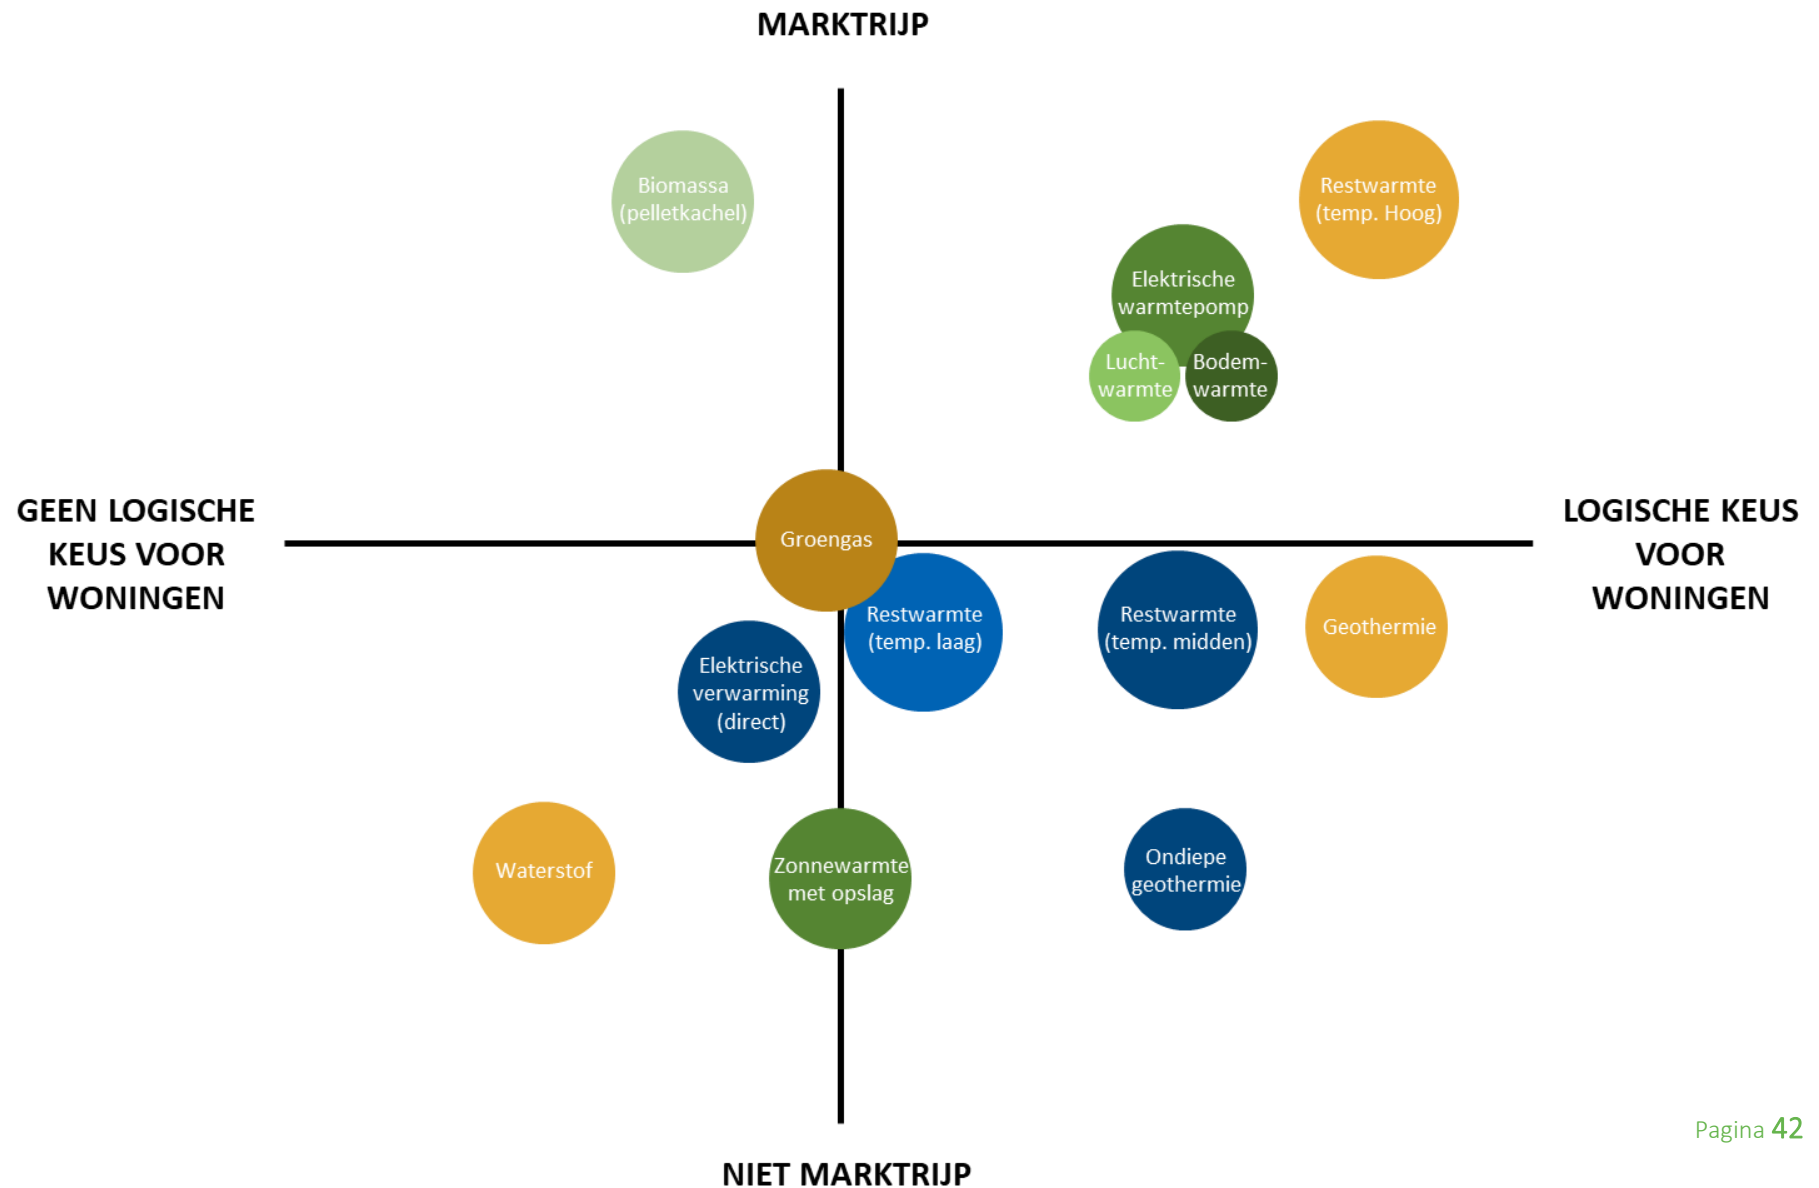 MARKTRIJP
Biomassa
(pelletkachel)
Restwarmte
(temp. Hoog)
Elektrische
warmtepomp
Lucht-
warmte
Bodem-
warmte
GEEN LOGISCHE
KEUS VOOR
WONINGEN
LOGISCHE KEUS
VOOR
WONINGEN
Groengas
Restwarmte
(temp. laag)
Restwarmte
(temp. midden)
Geothermie
Elektrische
verwarming
(direct)
Waterstof
Zonnewarmte
met opslag
Ondiepe
geothermie
Pagina 42
NIET MARKTRIJP